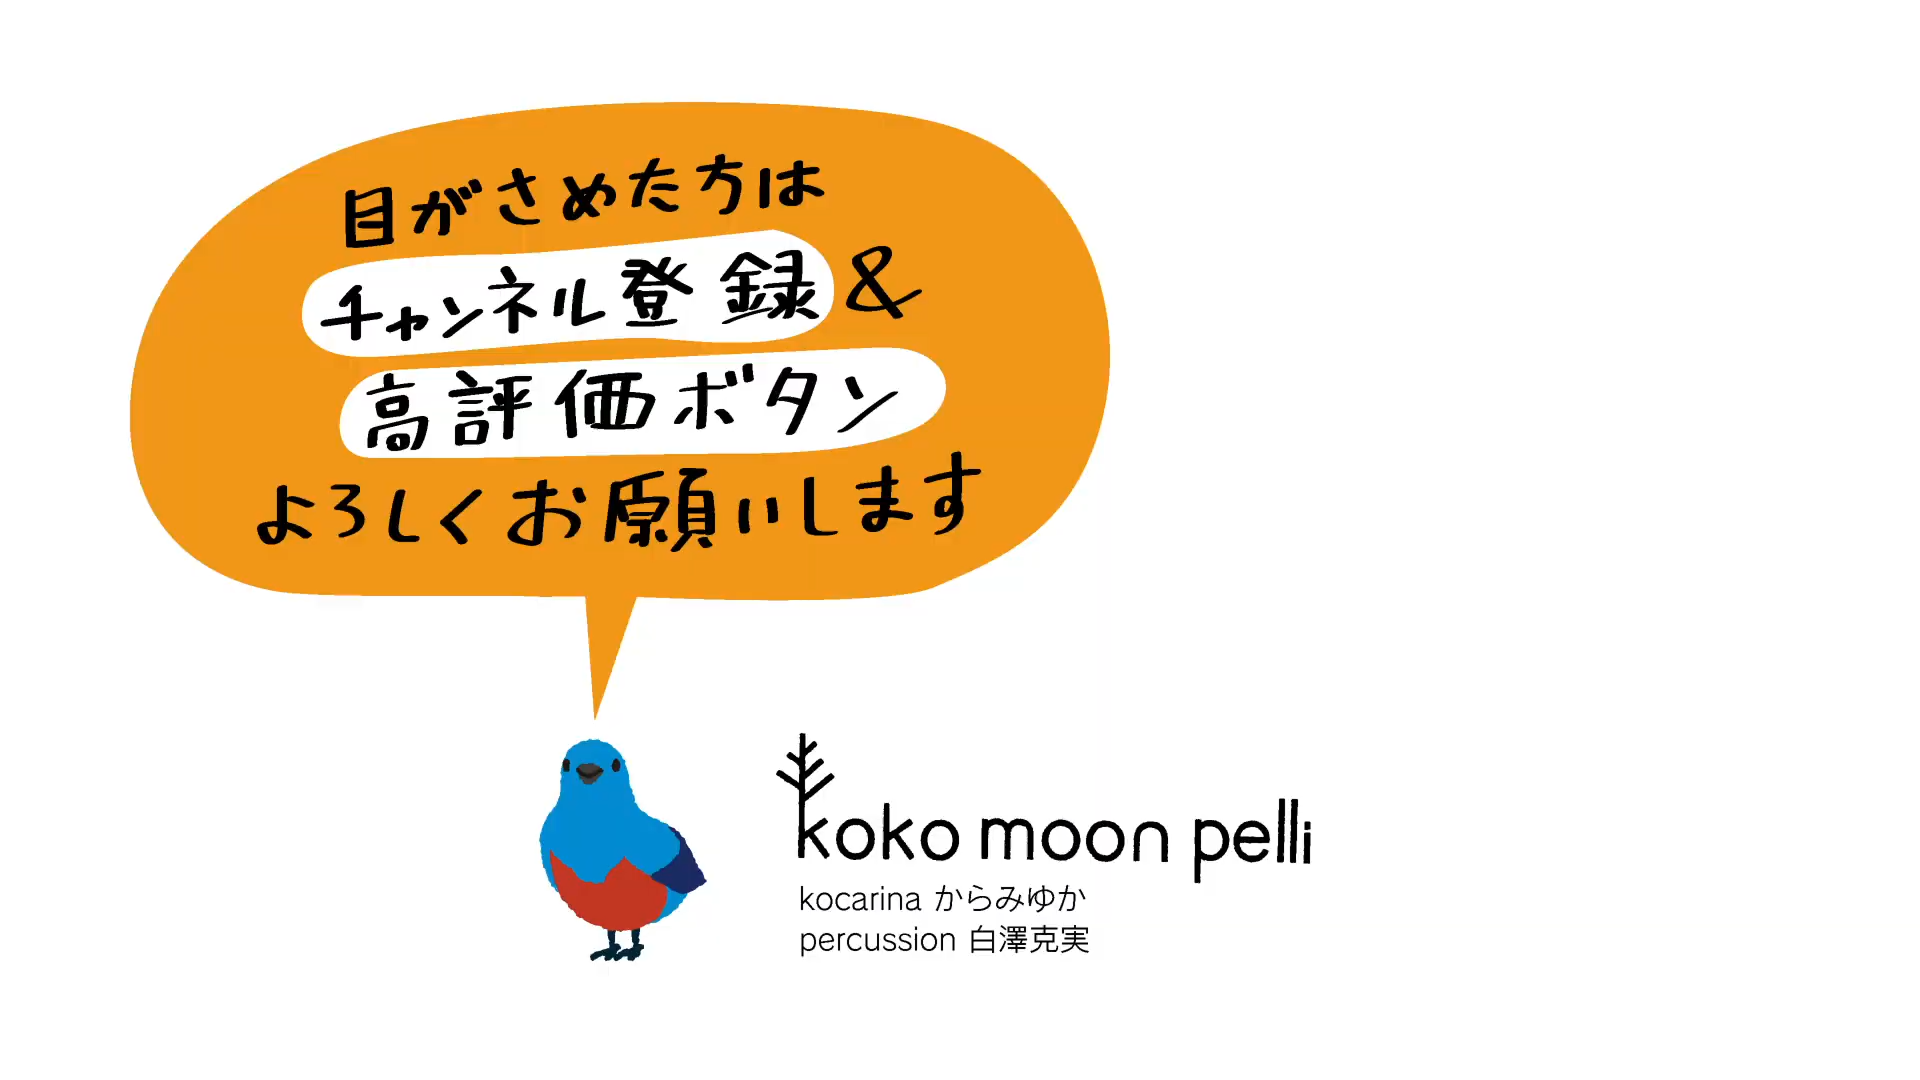 目がさめた方は
チャンネル登録&
高評価ボタン
よろしくお願いします
koko moon pelli
kocarina からみゆか
percussion 白澤克実